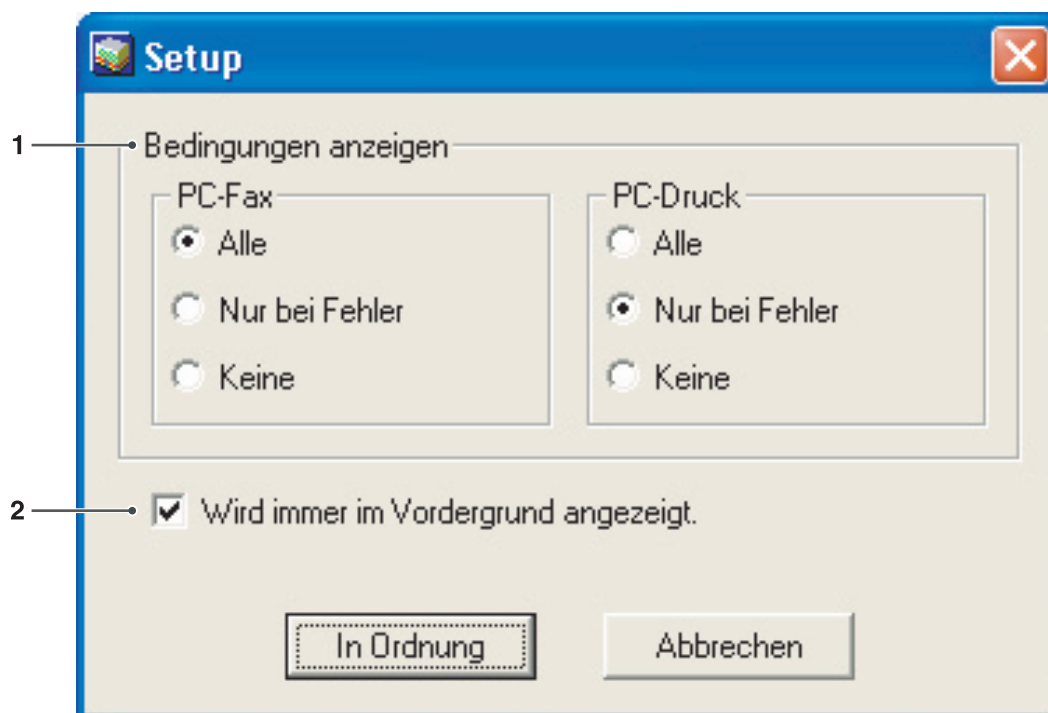 Setup
1
Bedingungen anzeigen
PC-Fax
Alle
Nur bei Fehler
Keine
PC-Druck
Alle
Nur bei Fehler
Keine
2
Wird immer im Vordergrund angezeigt.
In Ordnung
Abbrechen